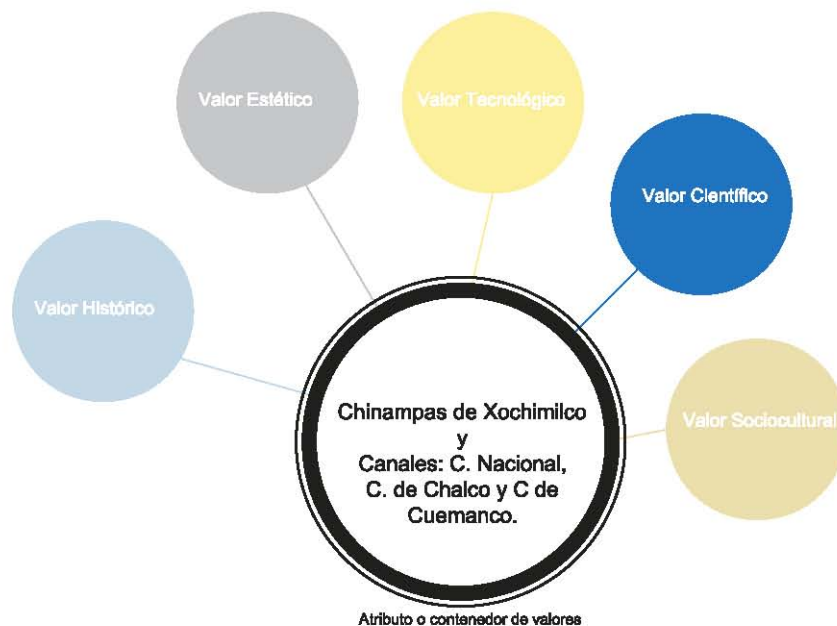 Valor Estético
Valor Tecnológico
Valor Científico
Valor Histórico
Valor Sociocultural
Chinampas de Xochimilco
y
Canales: C. Nacional,
C. de Chalco y C de
Cuemanco.
Atributo o contenedor de valores